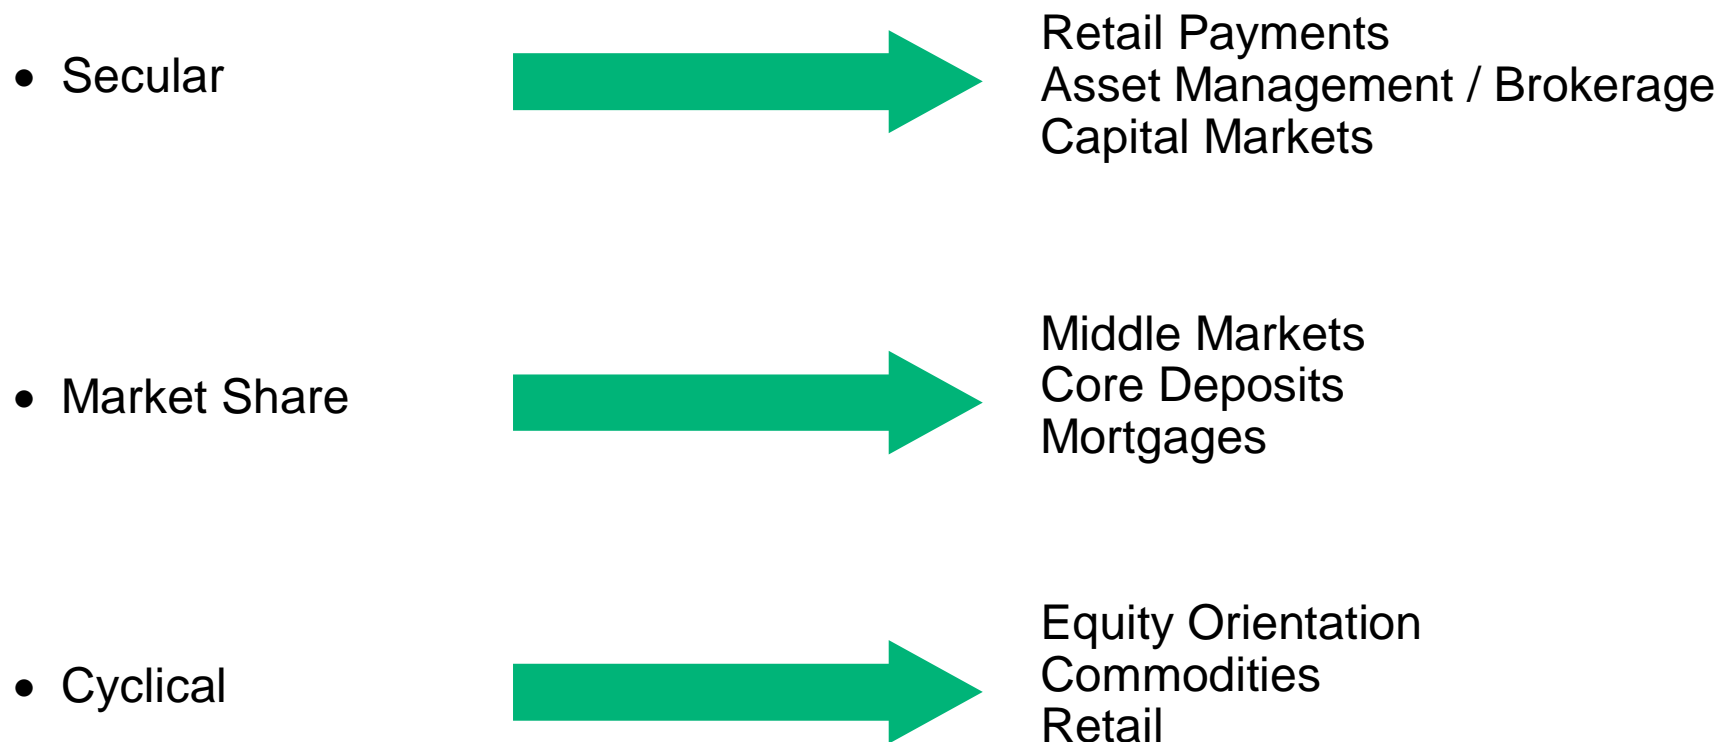 • Secular
Retail Payments
Asset Management / Brokerage
Capital Markets
• Market Share
Middle Markets
Core Deposits
Mortgages
• Cyclical
Equity Orientation
Commodities
Retail